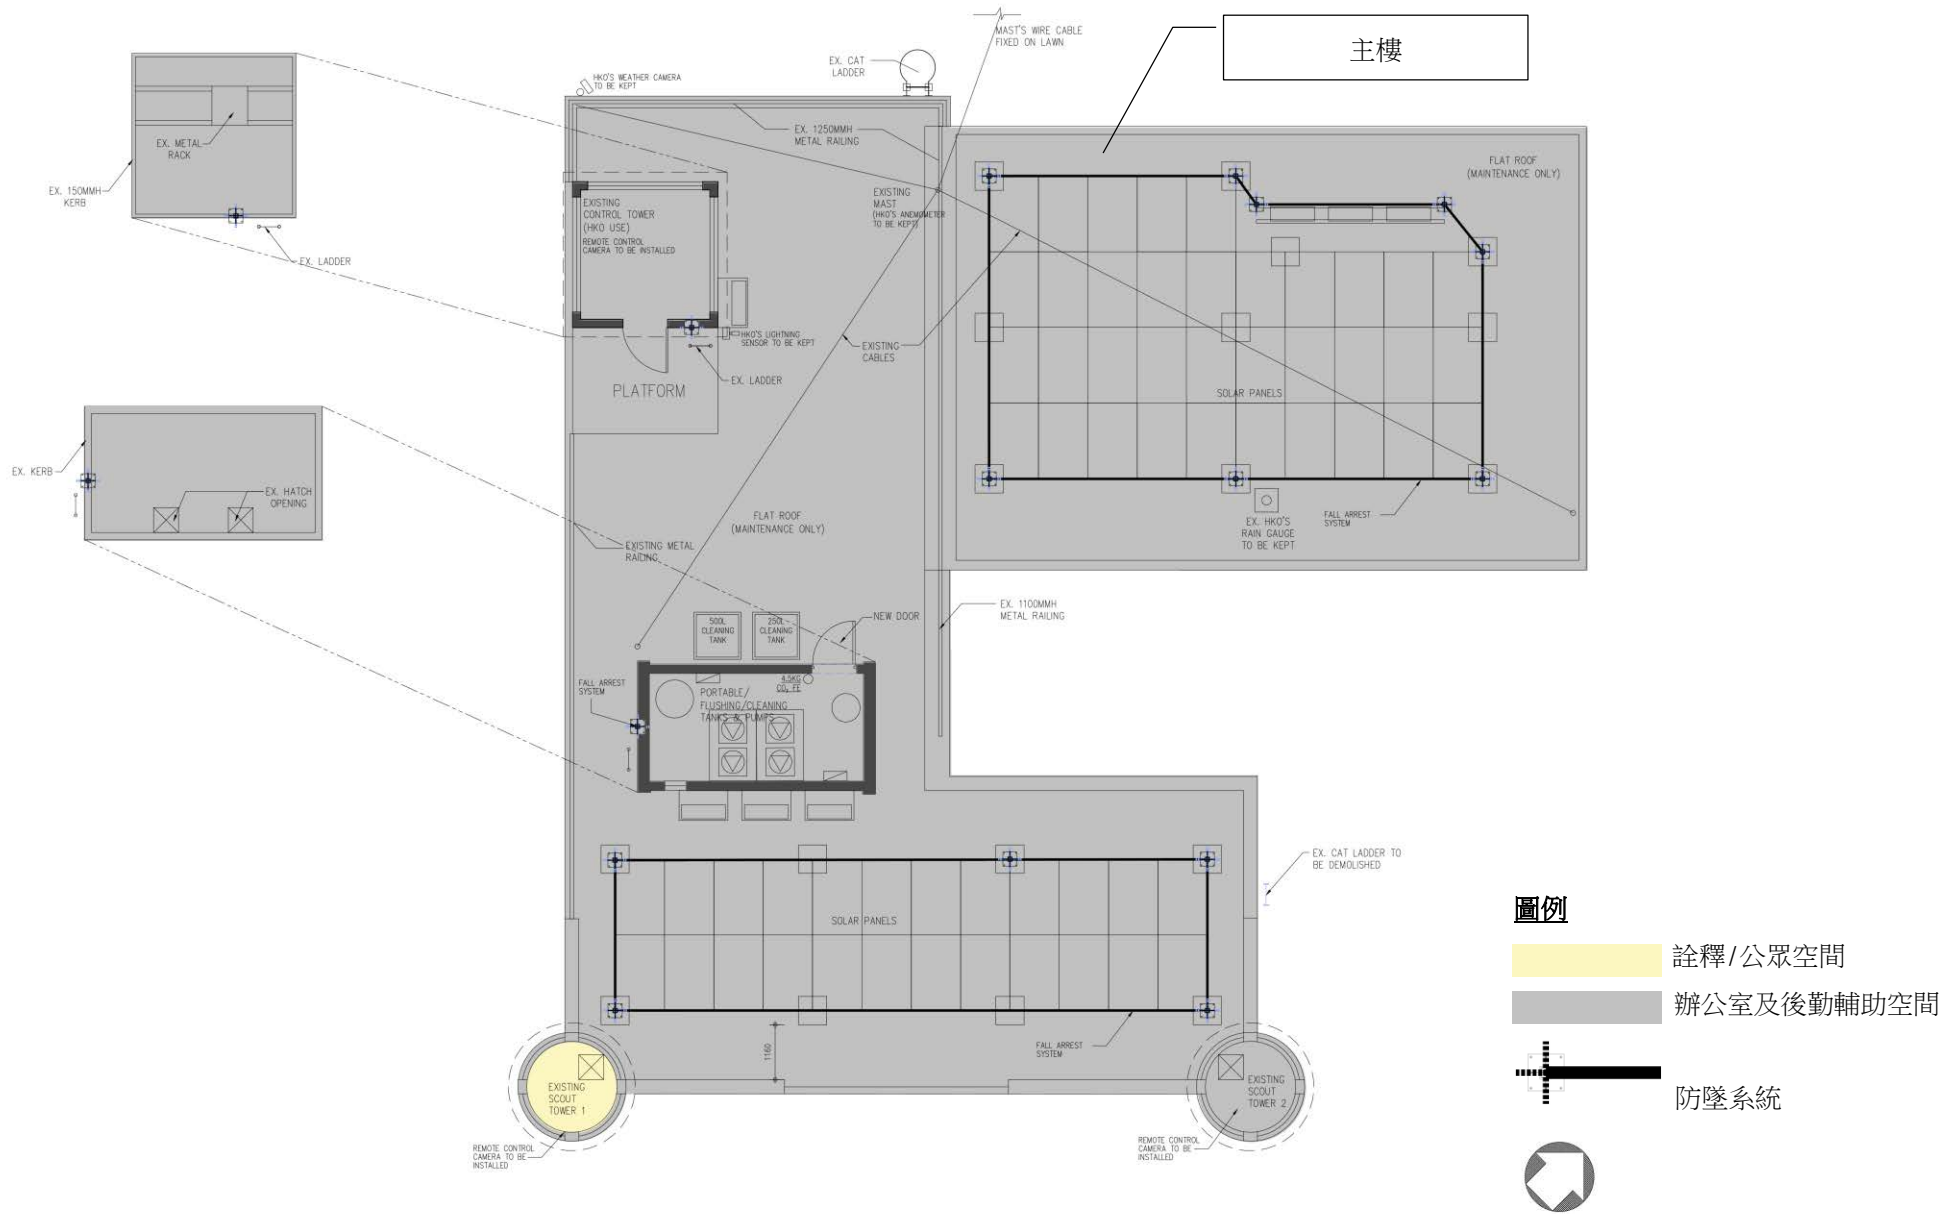 MAST'S WIRE CABLE
FIXED ON LAWN
主樓
EX. CAT
LADDER
HKO'S WEATHER CAMERA
TO BE KEPT
EX. 1250MMH
METAL RAILING
EX. METAL
RACK
EX. 150MMH
KERB
EX. LADDER
FLAT ROOF
(MAINTENANCE ONLY)
EXISTING
CONTROL TOWER
(HKO USE)
REMOTE CONTROL
CAMERA TO BE INSTALLED
EXISTING
MAST
(HKO'S ANEMOMETER
TO BE KEPT)
HKO'S LIGHTNING
SENSOR TO BE KEPT
EXISTING
CABLES
EX. LADDER
PLATFORM
SOLAR PANELS
EX. KERB
EX. HATCH
OPENING
FLAT ROOF
(MAINTENANCE ONLY)
EX. HKO'S
RAIN GAUGE
TO BE KEPT
FALL ARREST
SYSTEM
EXISTING METAL
RAILING
EX. 1100MMH
METAL RAILING
500L
CLEANING
TANK
250L
CLEANING
TANK
NEW DOOR
FALL ARREST
SYSTEM
4.5KG
CO2 FE
PORTABLE/
FLUSHING/CLEANING
TANKS & PUMPS
EX. CAT LADDER TO
BE DEMOLISHED
SOLAR PANELS
圖例
詮釋/公眾空間
辦公室及後勤輔助空間
防墜系統
1160
FALL ARREST
SYSTEM
EXISTING
SCOUT
TOWER 1
EXISTING
SCOUT
TOWER 2
REMOTE CONTROL
CAMERA TO BE
INSTALLED
REMOTE CONTROL
CAMERA TO BE
INSTALLED